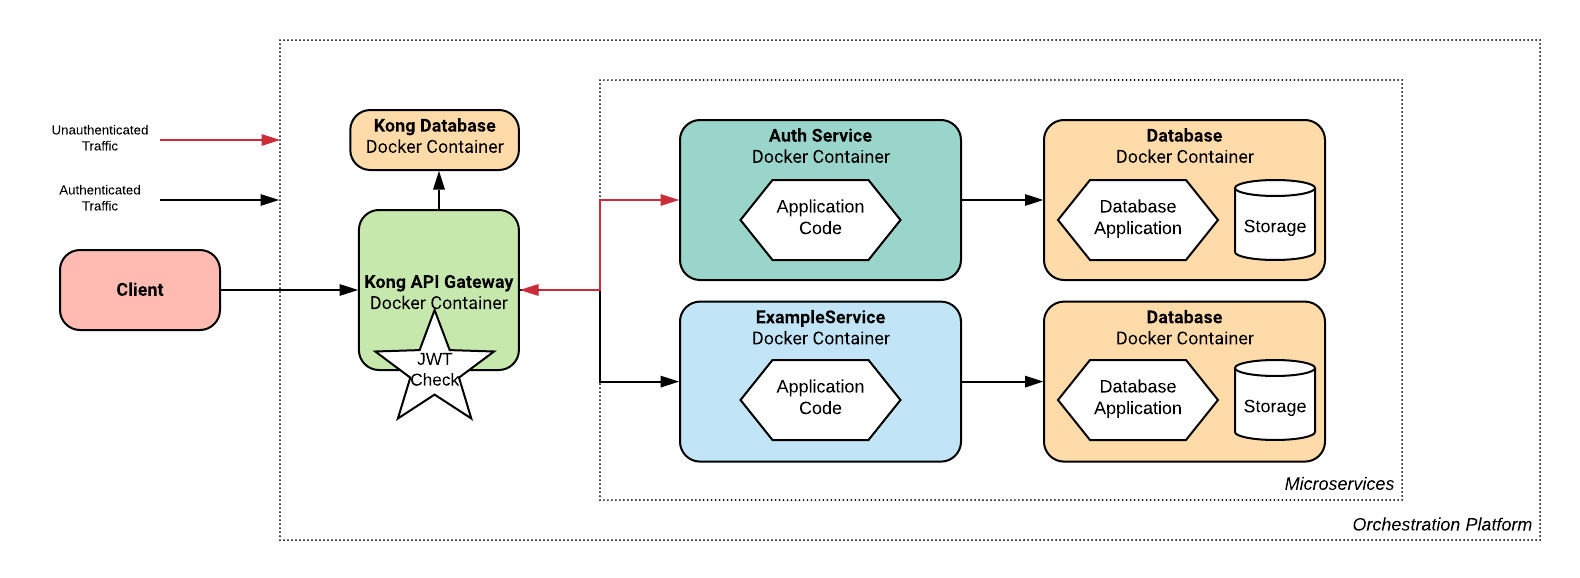 Unauthenticated
Traffic
Authenticated
Traffic
Client
Kong Database
Docker Container
Kong API Gateway
Docker Container
JWT
Check
Auth Service
Docker Container
Application
Code
Database
Docker Container
Database
Application
Storage
ExampleService
Docker Container
Application
Code
Database
Docker Container
Database
Application
Storage
Microservices
Orchestration Platform